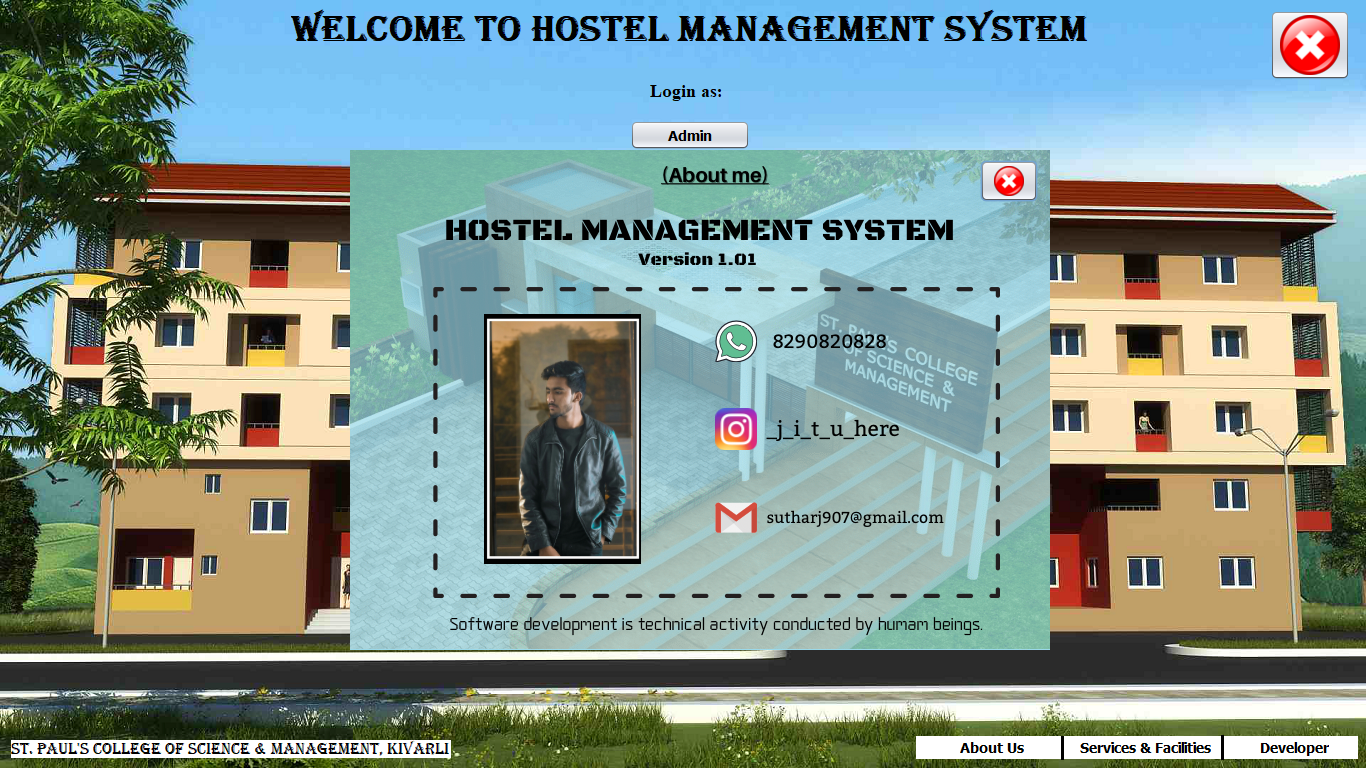 WELCOME TO HOSTEL MANAGEMENT SYSTEM
Login as:
Admin
(About me)
HOSTEL MANAGEMENT SYSTEM
Version 1.01
8290820828
ST. PAUL'S COLLEGE
OF SCIENCE &
MANAGEMENT
_j_i_t_u_here
sutharj907@gmail.com
Software development is technical activity conducted by human beings.
ST. PAUL'S COLLEGE OF SCIENCE & MANAGEMENT, KIVARLI
About Us
Services & Facilities
Developer